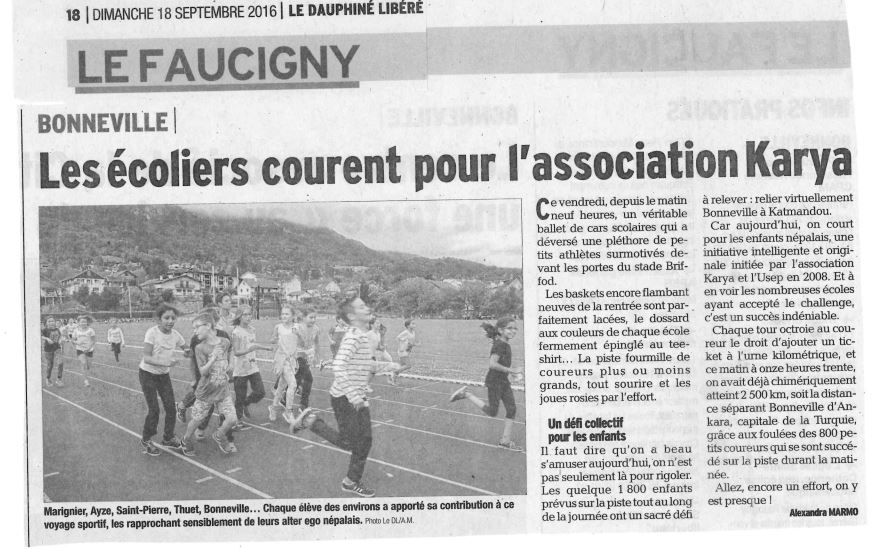 18 | DIMANCHE 18 SEPTEMBRE 2016 | LE DAUPHINÉ LIBÉRÉ
LE FAUCIGNY
BONNEVILLE |
Les écoliers courent pour l'association Karya
Ce vendredi, depuis le matin
neuf heures, un véritable
ballet de cars scolaires qui a
déversé une pléthore de pe-
tits athlètes surmotivés de-
vant les portes du stade Brif-
fod.
Les baskets encore flambant
neuves de la rentrée sont par-
faitement lacées, le dossard
aux couleurs de chaque école
fermement épinglé au tee-
shirt... La piste fourmille de
coureurs plus ou moins
grands, tout sourire et les
joues rosies par l'effort.
Un défi collectif
pour les enfants
Il faut dire qu'on a beau
s'amuser aujourd'hui, on n'est
pas seulement là pour rigoler.
Les quelque 1 800 enfants
prévus sur la piste tout au long
de la journée ont un sacré défi
à relever : relier virtuellement
Bonneville à Katmandou.
Car aujourd'hui, on court
pour les enfants népalais, une
initiative intelligente et origi-
nale initiée par l'association
Karya et l'Usep en 2008. Et à
en voir les nombreuses écoles
ayant accepté le challenge,
c'est un succès indéniable.
Chaque tour octroie au cou-
reur le droit d'ajouter un tic-
ket à l'urne kilométrique, et
ce matin à onze heures trente,
on avait déjà chimériquement
atteint 2 500 km, soit la distan-
ce séparant Bonneville d'An-
kara, capitale de la Turquie,
grâce aux foulées des 800 pe-
tits coureurs qui se sont succé-
dé sur la piste durant la mati-
née.
Allez, encore un effort, on y
est presque !
Alexandra MARMO
Marignier, Ayze, Saint-Pierre, Thuet, Bonneville... Chaque élève des environs a apporté sa contribution à ce
voyage sportif, les rapprochant sensiblement de leurs alter ego népalais. Photo Le DL/A.M.